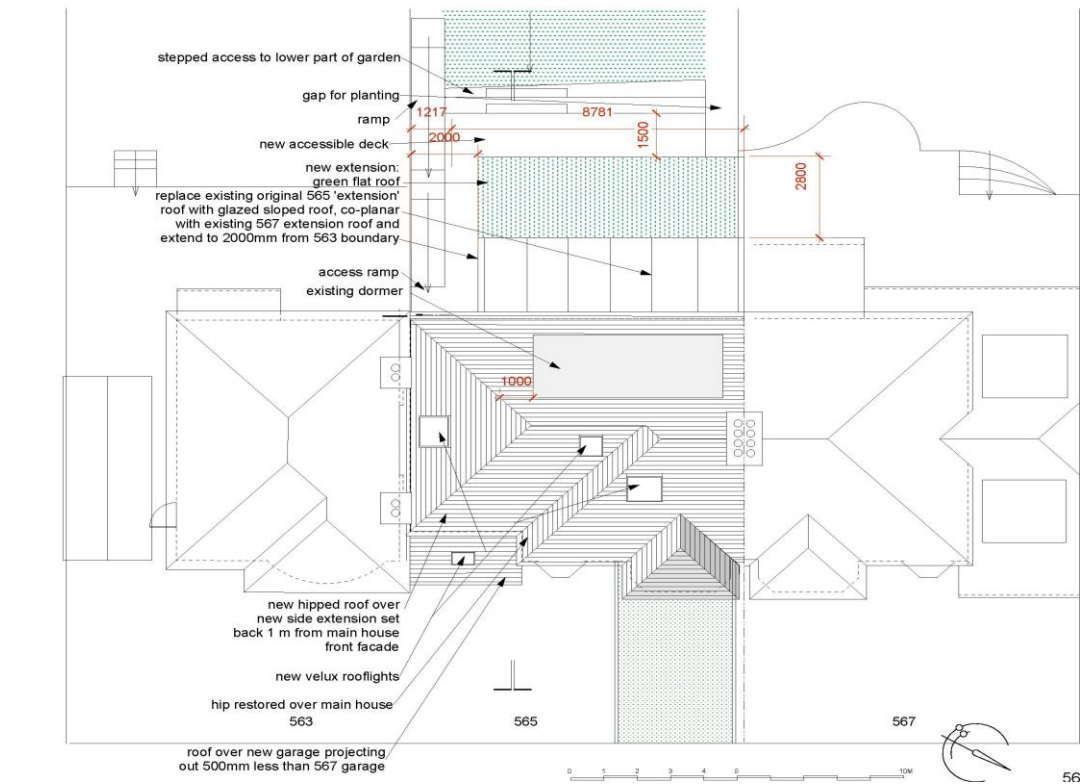 stepped access to lower part of garden
gap for planting
ramp
1217
8781
2000
1500
new accessible deck
new extension:
green flat roof
2800
replace existing original 565 'extension'
roof with glazed sloped roof, co-planar
with existing 567 extension roof and
extend to 2000mm from 563 boundary
access ramp
existing dormer
1000
new hipped roof over
new side extension set
back 1 m from main house
front facade
new velux rooflights
hip restored over main house
563
565
567
roof over new garage projecting
out 500mm less than 567 garage
0 1 2 3 4 5 10M
56